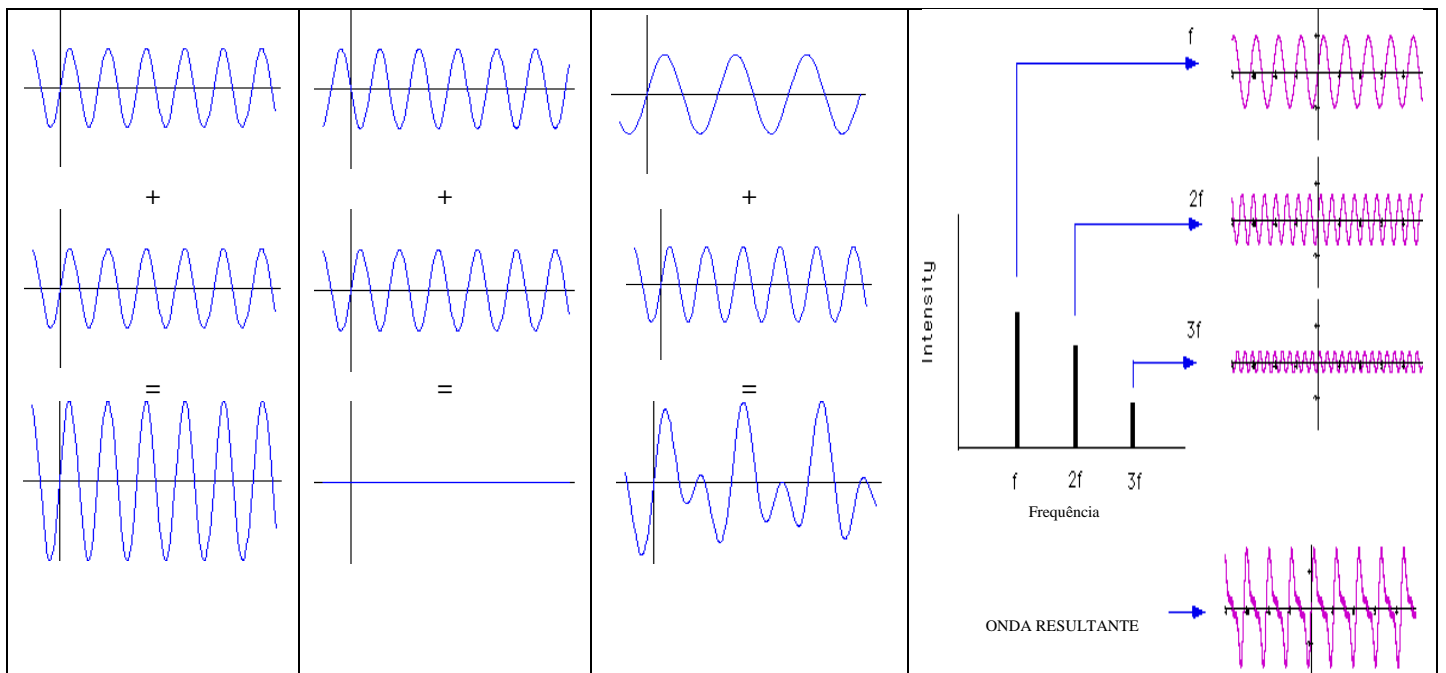 +
=
+
=
+
=
f
2f
3f
Intensity
f
2f
3f
Frequência
ONDA RESULTANTE